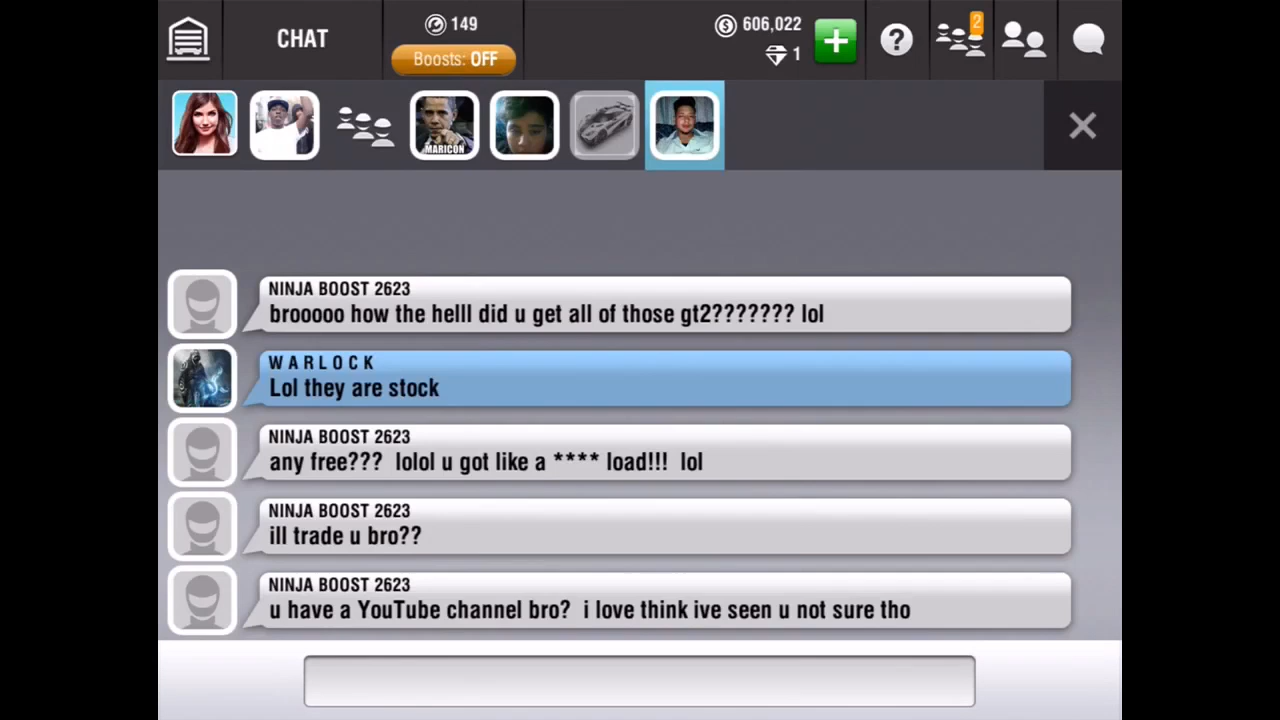 CHAT
149
Boosts: OFF
606,022
1
2
MARICON
NINJA BOOST 2623
brooooo how the helll did u get all of those gt2??????? lol
W A R L O C K
Lol they are stock
NINJA BOOST 2623
any free??? lolol u got like a **** load!!! lol
NINJA BOOST 2623
ill trade u bro??
NINJA BOOST 2623
u have a YouTube channel bro? i love think ive seen u not sure tho